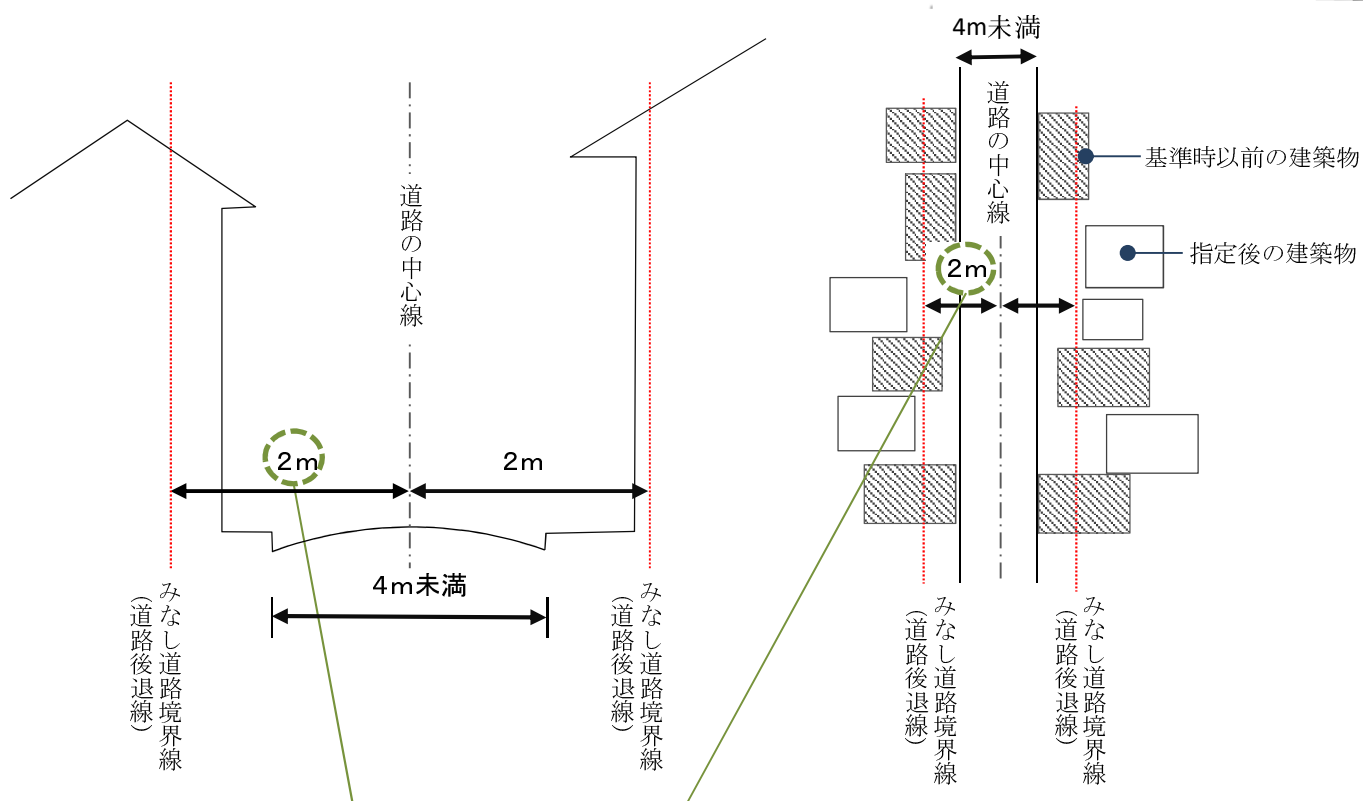 道路の中心線
2m
2m
4m未満
みなし道路境界線
(道路後退線)
みなし道路境界線
(道路後退線)
4m未満
道路の中心線
基準時以前の建築物
指定後の建築物
2m
みなし道路境界線
(道路後退線)
みなし道路境界線
(道路後退線)